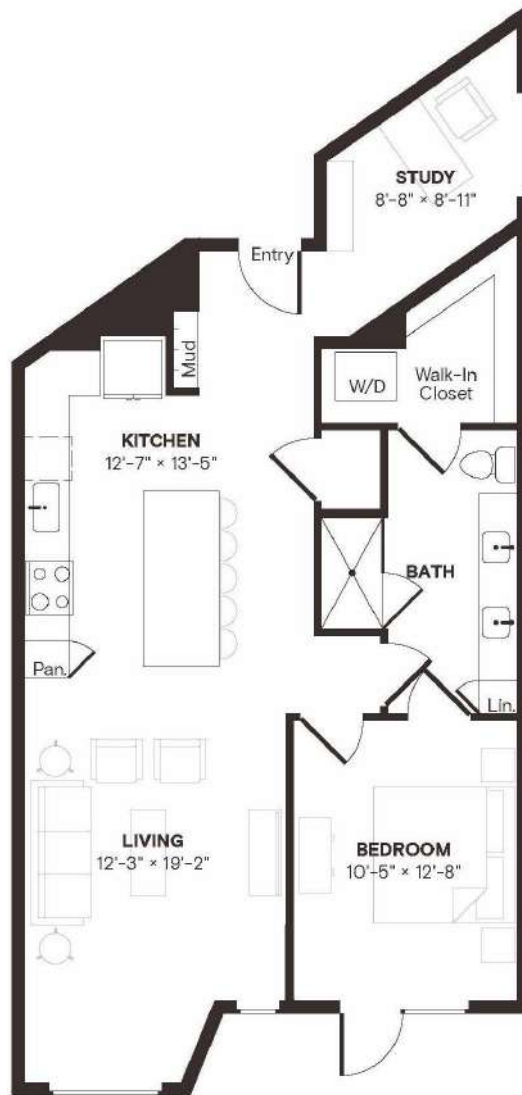 STUDY
8'-8" × 8'-11"
Entry
Mud
W/D
Walk-In
Closet
KITCHEN
12'-7" × 13'-5"
BATH
Pan.
Lin.
LIVING
12'-3" × 19'-2"
BEDROOM
10'-5" × 12'-8"